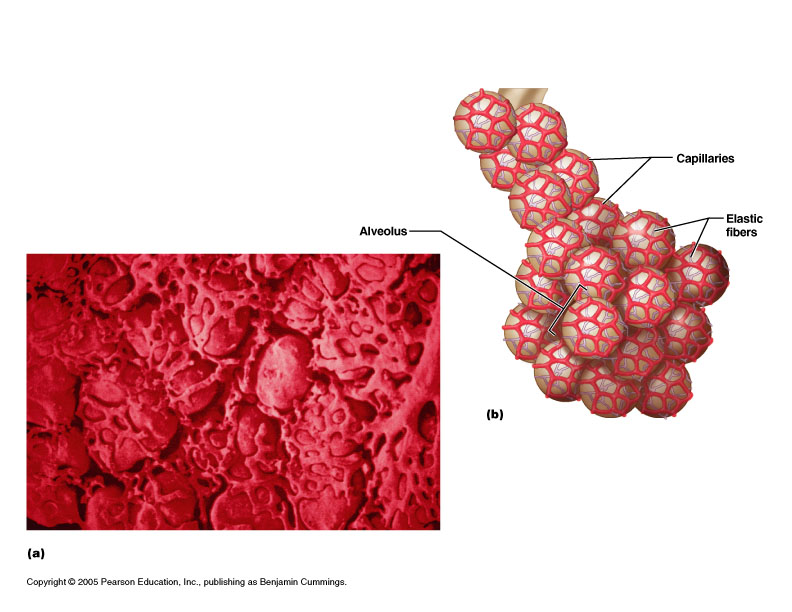 Capillaries
Elastic
fibers
Alveolus
(b)
(a)
Copyright © 2005 Pearson Education, Inc., publishing as Benjamin Cummings.